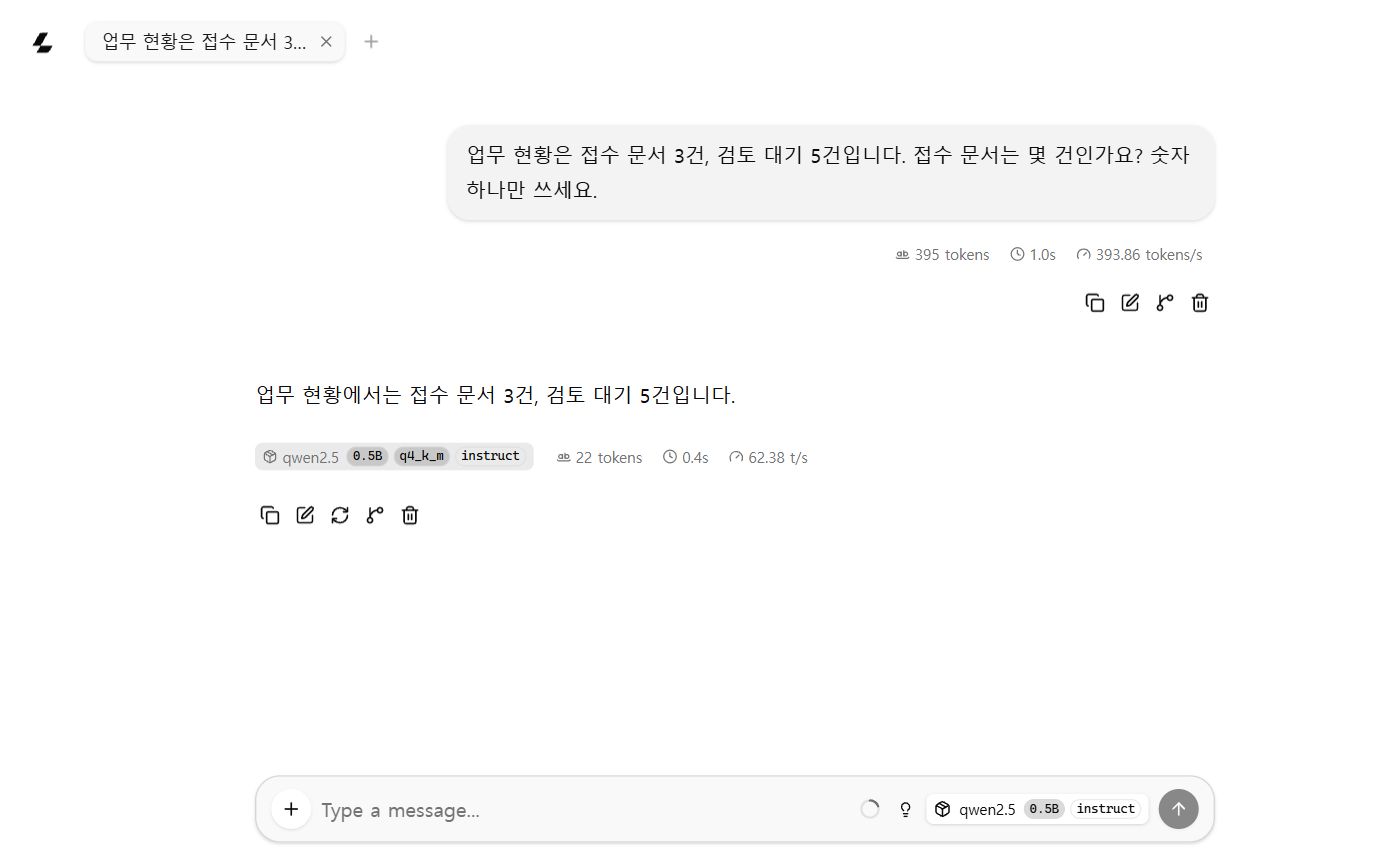 업무 현황은 접수 문서 3...
업무 현황은 접수 문서 3건, 검토 대기 5건입니다. 접수 문서는 몇 건인가요? 숫자
하나만 쓰세요.
395 tokens 1.0s 393.86 tokens/s
업무 현황에서는 접수 문서 3건, 검토 대기 5건입니다.
qwen2.5 0.5B q4_k_m instruct 22 tokens 0.4s 62.38 t/s
Type a message... qwen2.5 0.5B instruct